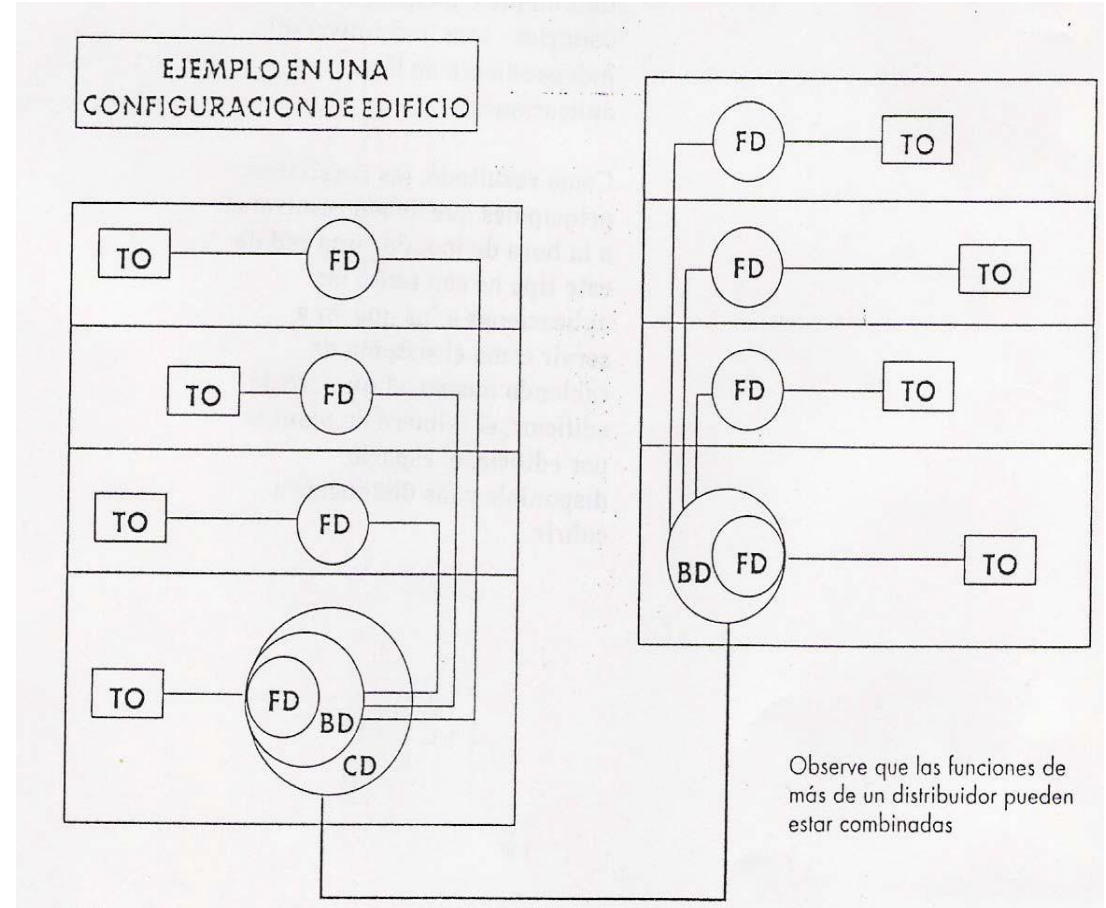 EJEMPLO EN UNA
CONFIGURACION DE EDIFICIO
TO FD
TO FD
TO FD
TO FD
BD
CD
FD TO
FD TO
FD TO
BD FD TO
Observe que las funciones de
más de un distribuidor pueden
estar combinadas